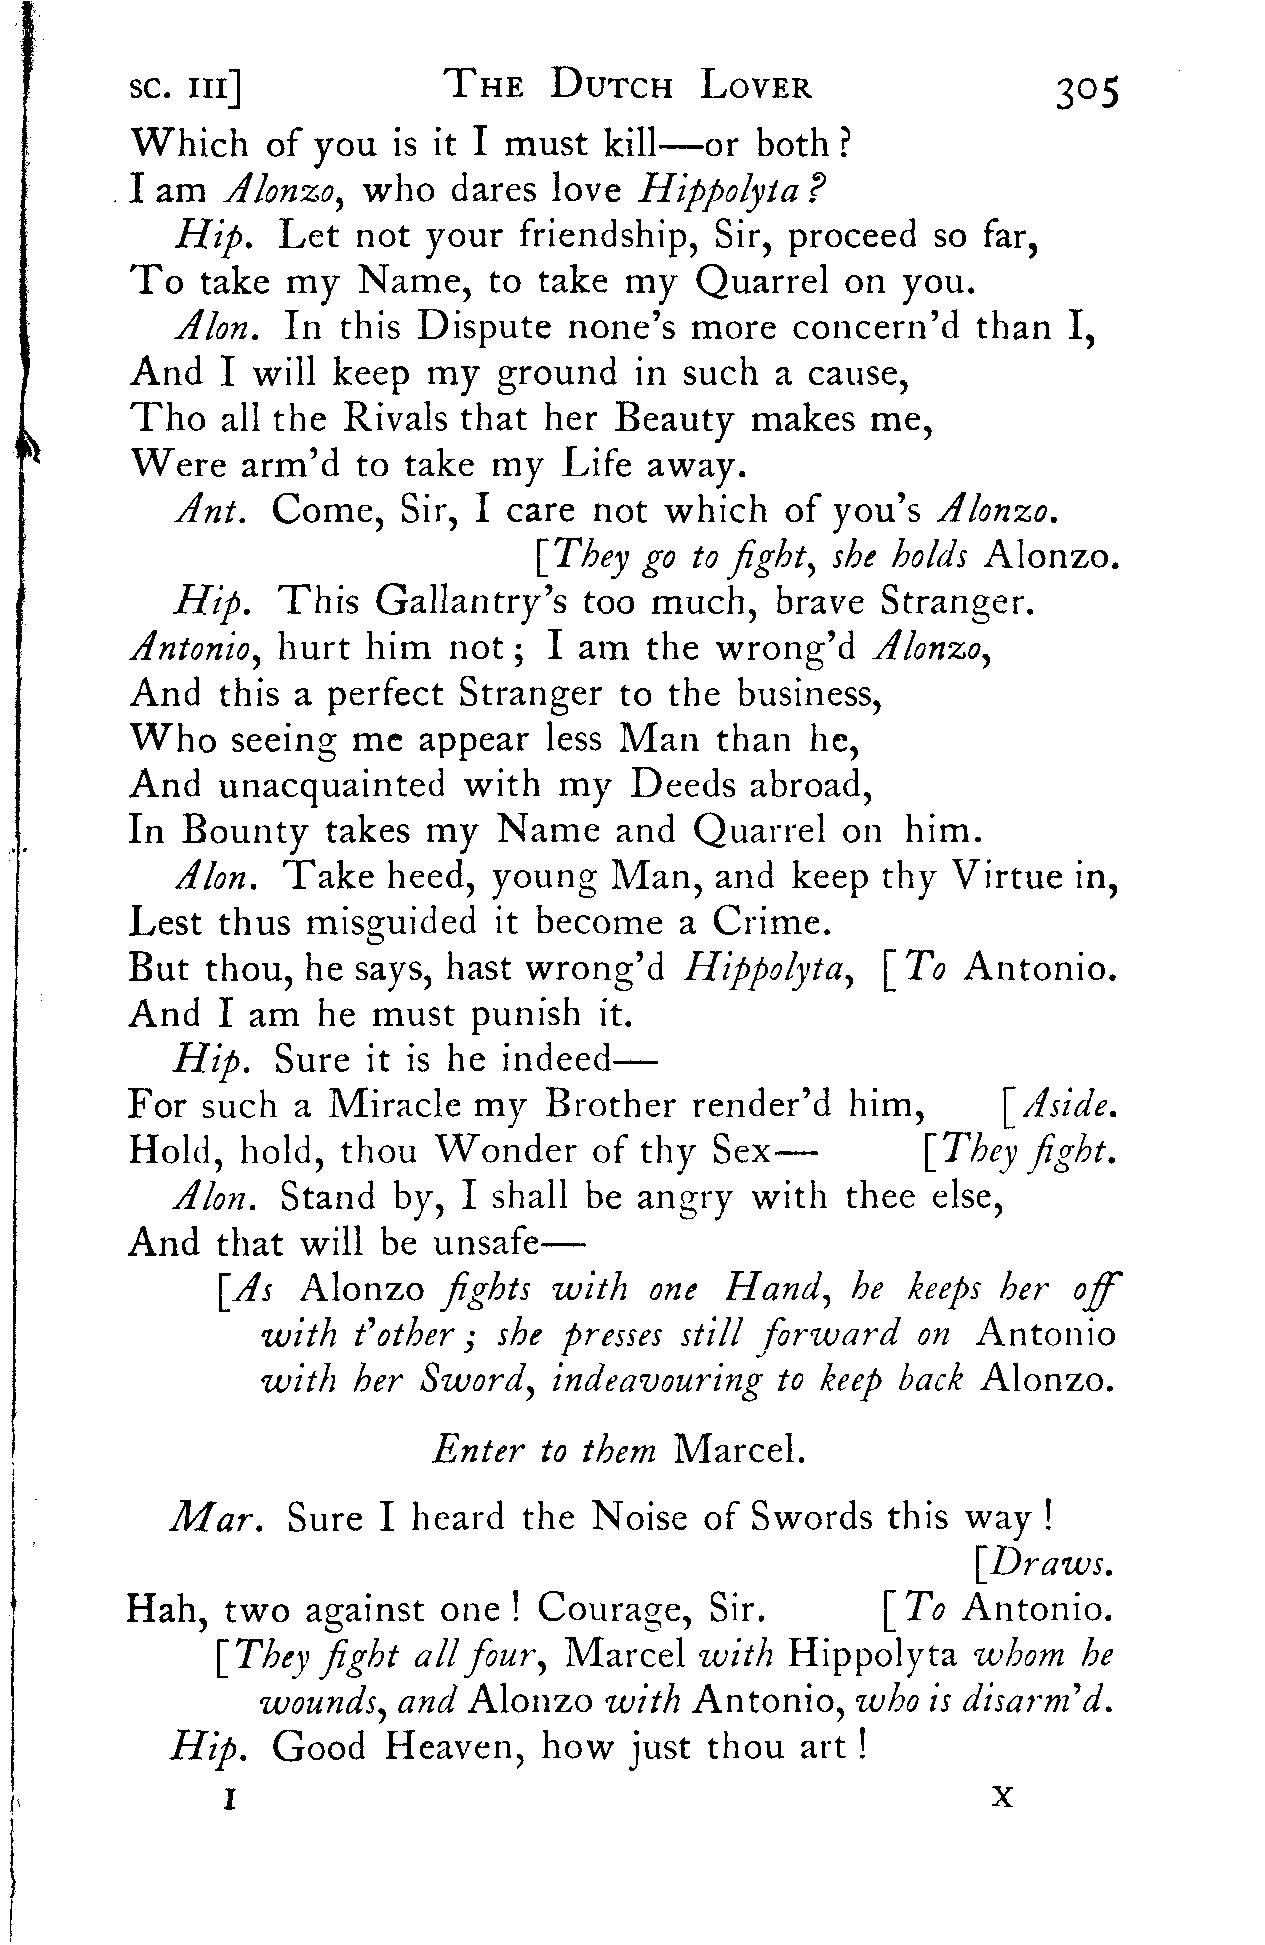 SC. III] THE DUTCH LOVER 305
Which of you is it I must kill—or both?
I am Alonzo, who dares love Hippolyta?
Hip. Let not your friendship, Sir, proceed so far,
To take my Name, to take my Quarrel on you.
Alon. In this Dispute none's more concern'd than I,
And I will keep my ground in such a cause,
Tho all the Rivals that her Beauty makes me,
Were arm'd to take my Life away.
Ant. Come, Sir, I care not which of you's Alonzo.
[They go to fight, she holds Alonzo.
Hip. This Gallantry's too much, brave Stranger.
Antonio, hurt him not; I am the wrong'd Alonzo,
And this a perfect Stranger to the business,
Who seeing me appear less Man than he,
And unacquainted with my Deeds abroad,
In Bounty takes my Name and Quarrel on him.
Alon. Take heed, young Man, and keep thy Virtue in,
Lest thus misguided it become a Crime.
But thou, he says, hast wrong'd Hippolyta, [To Antonio.
And I am he must punish it.
Hip. Sure it is he indeed—
For such a Miracle my Brother render'd him, [Aside.
Hold, hold, thou Wonder of thy Sex— [They fight.
Alon. Stand by, I shall be angry with thee else,
And that will be unsafe—
[As Alonzo fights with one Hand, he keeps her off
with t'other; she presses still forward on Antonio
with her Sword, indeavouring to keep back Alonzo.
Enter to them Marcel.
Mar. Sure I heard the Noise of Swords this way!
[Draws.
Hah, two against one! Courage, Sir. [To Antonio.
[They fight all four, Marcel with Hippolyta whom he
wounds, and Alonzo with Antonio, who is disarm'd.
Hip. Good Heaven, how just thou art!
I X